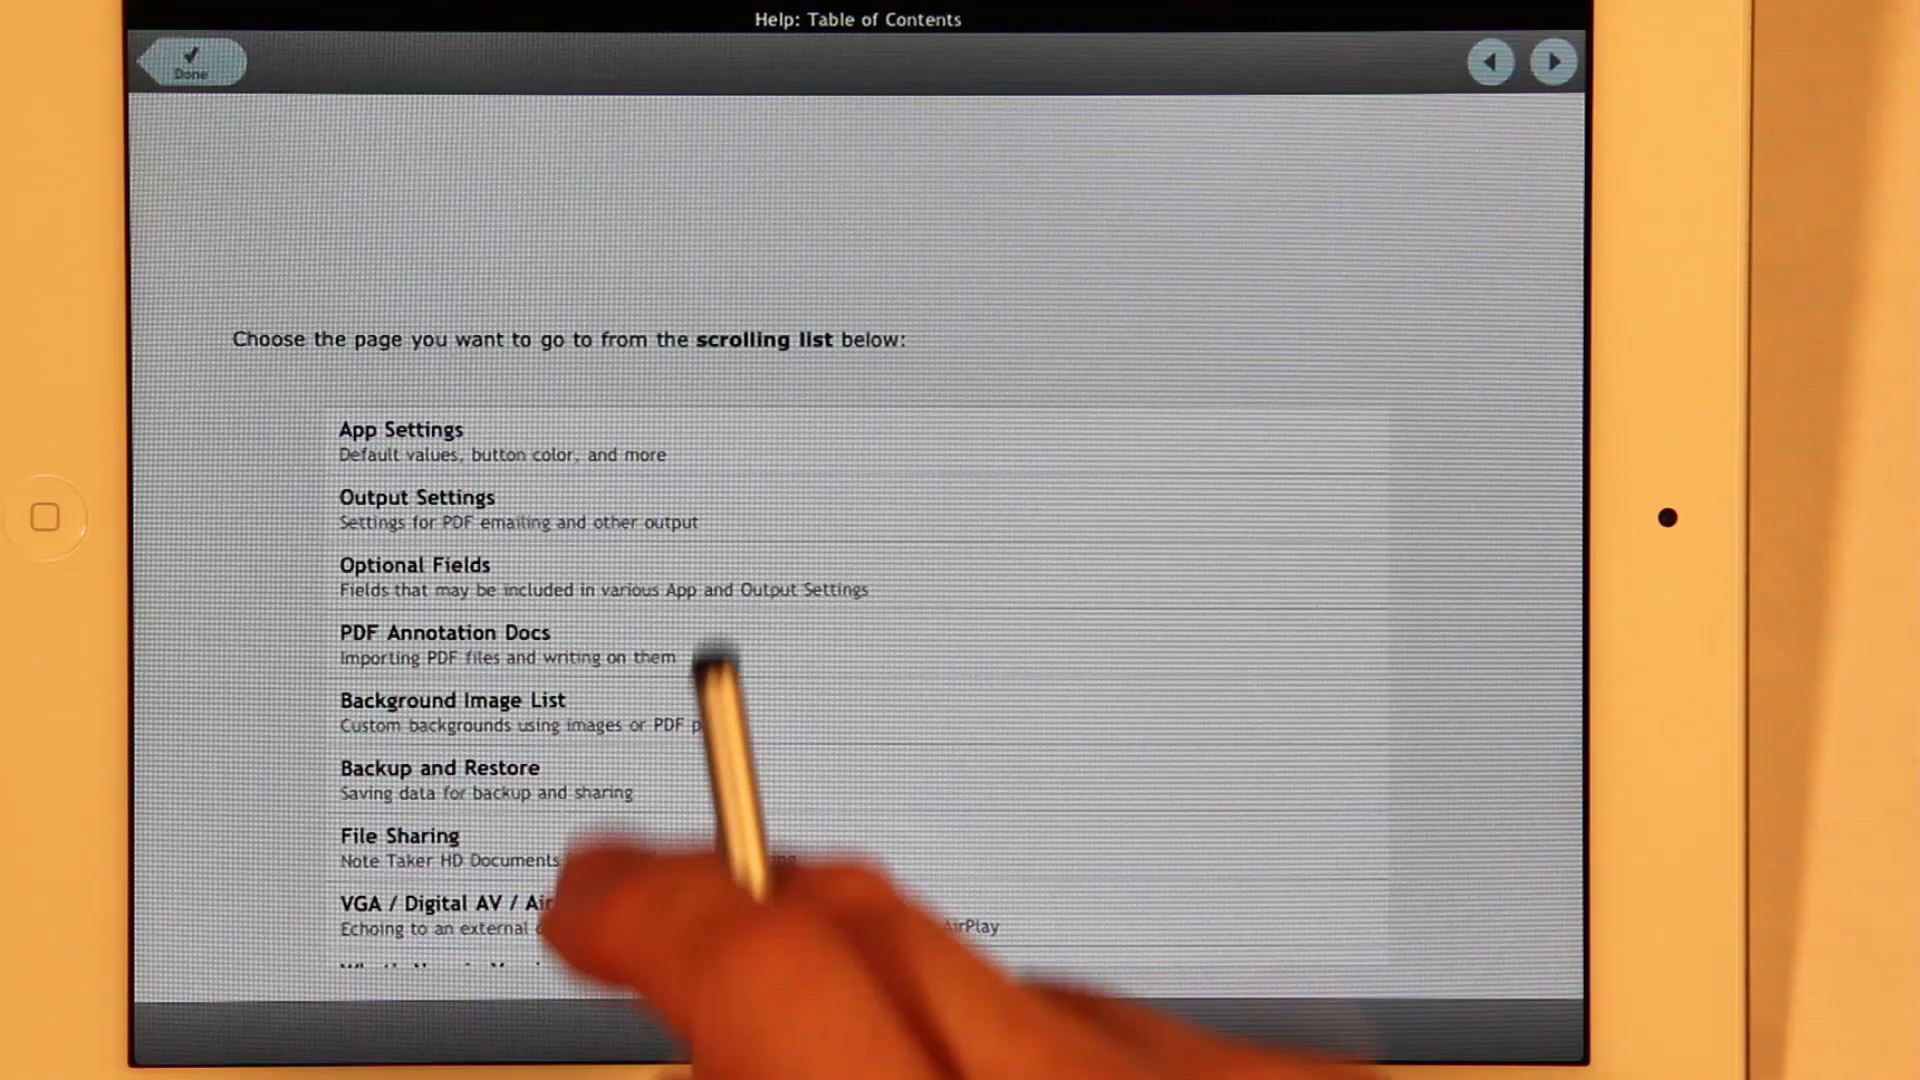 Help: Table of Contents
Done
Choose the page you want to go to from the scrolling list below:
App Settings
Default values, button color, and more
Output Settings
Settings for PDF emailing and other output
Optional Fields
Fields that may be included in various App and Output Settings
PDF Annotation Docs
Importing PDF files and writing on them
Background Image List
Custom backgrounds using images or PDF
Backup and Restore
Saving data for backup and sharing
File Sharing
Note Taker HD Documents
VGA / Digital AV /
Echoing to an external AirPlay